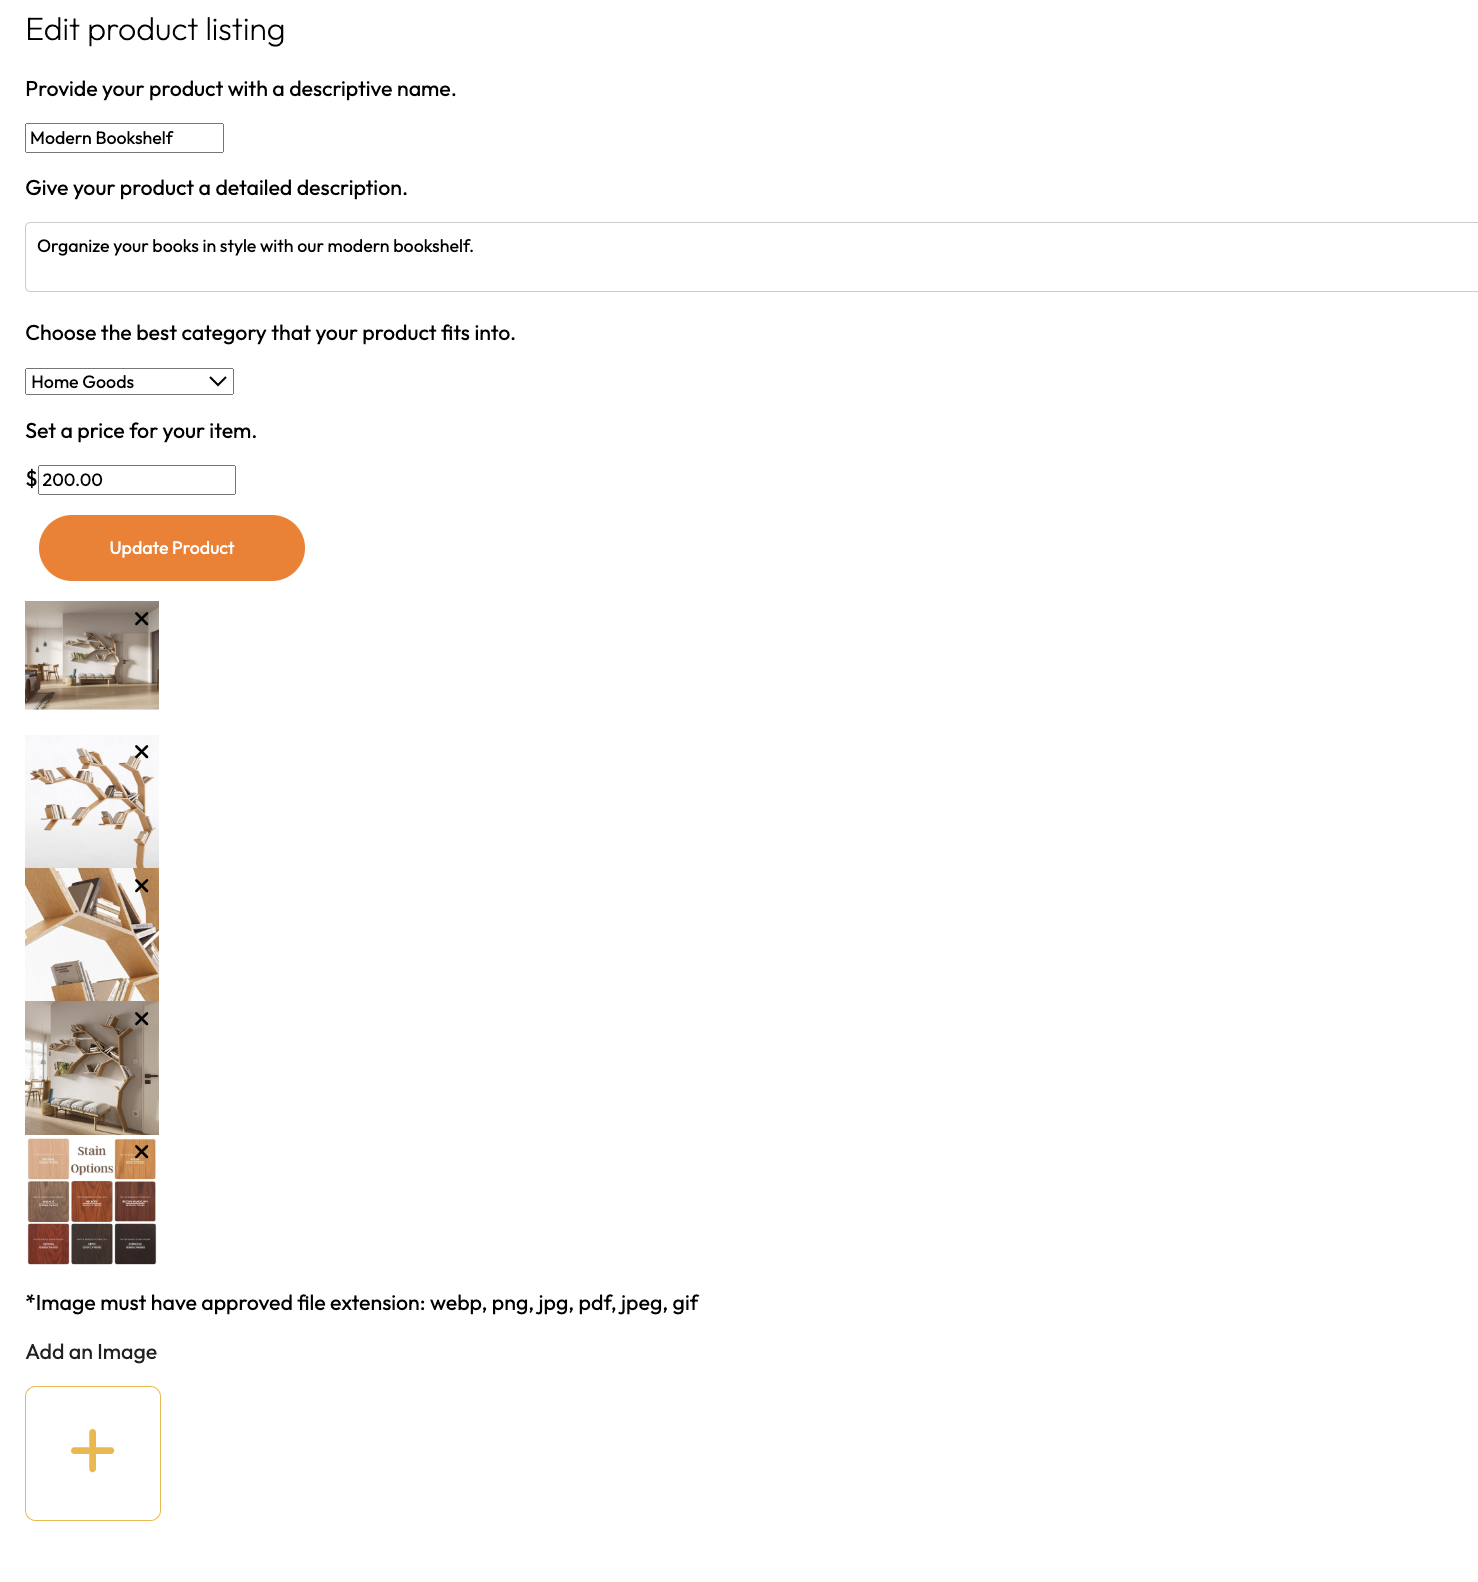 Edit product listing
Provide your product with a descriptive name.
Modern Bookshelf
Give your product a detailed description.
Organize your books in style with our modern bookshelf.
Choose the best category that your product fits into.
Home Goods
Set a price for your item.
$ 200.00
Update Product
Stain
Options
*Image must have approved file extension: webp, png, jpg, pdf, jpeg, gif
Add an Image